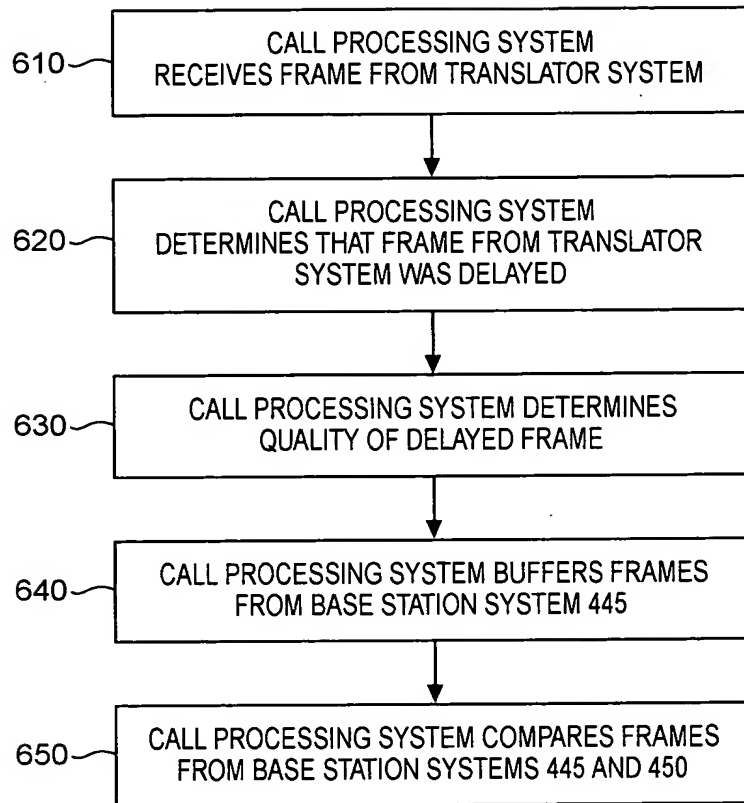 610
CALL PROCESSING SYSTEM
RECEIVES FRAME FROM TRANSLATOR SYSTEM
620
CALL PROCESSING SYSTEM
DETERMINES THAT FRAME FROM TRANSLATOR
SYSTEM WAS DELAYED
630
CALL PROCESSING SYSTEM DETERMINES
QUALITY OF DELAYED FRAME
640
CALL PROCESSING SYSTEM BUFFERS FRAMES
FROM BASE STATION SYSTEM 445
650
CALL PROCESSING SYSTEM COMPARES FRAMES
FROM BASE STATION SYSTEMS 445 AND 450